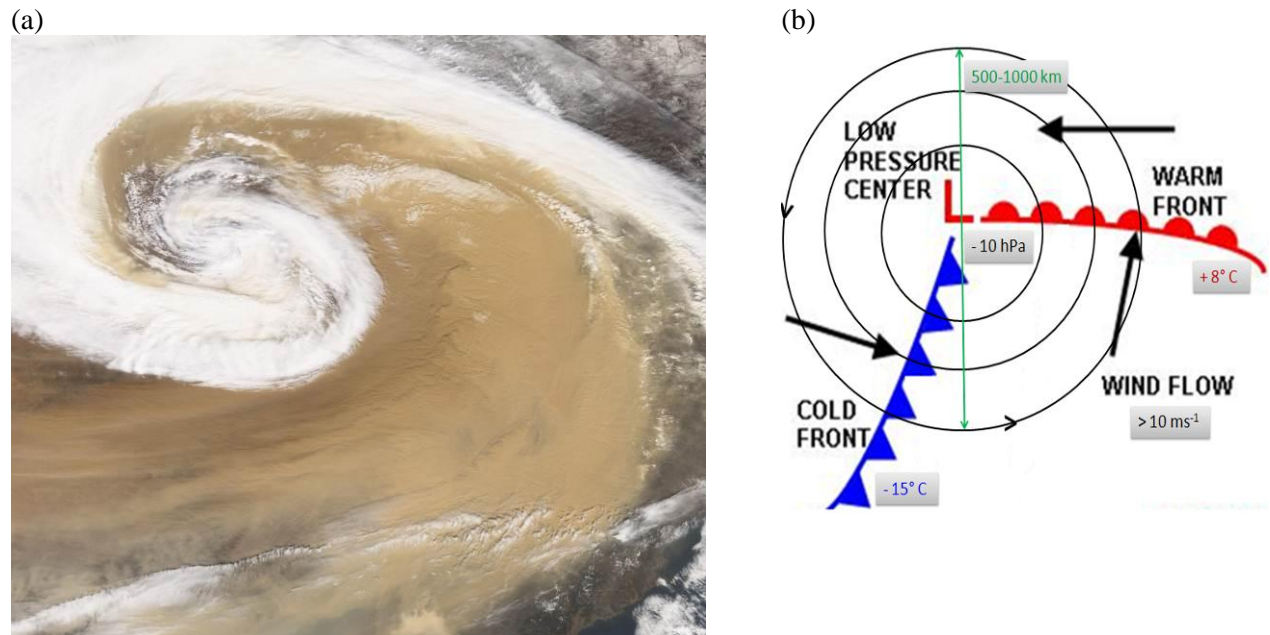 (a)
(b)
500-1000 km
LOW
PRESSURE
CENTER
L
WARM
FRONT
- 10 hPa
+ 8° C
WIND FLOW
> 10 ms⁻¹
COLD
FRONT
- 15° C